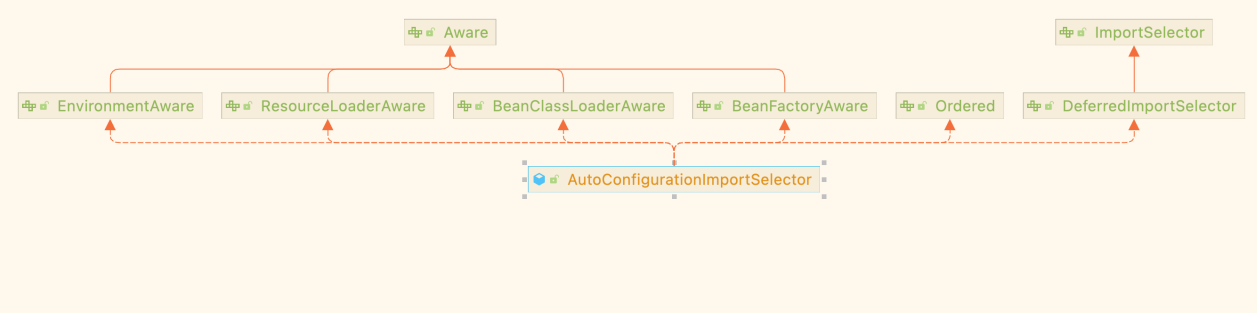 Aware
ImportSelector
EnvironmentAware
ResourceLoaderAware
BeanClassLoaderAware
BeanFactoryAware
Ordered
DeferredImportSelector
AutoConfigurationImportSelector